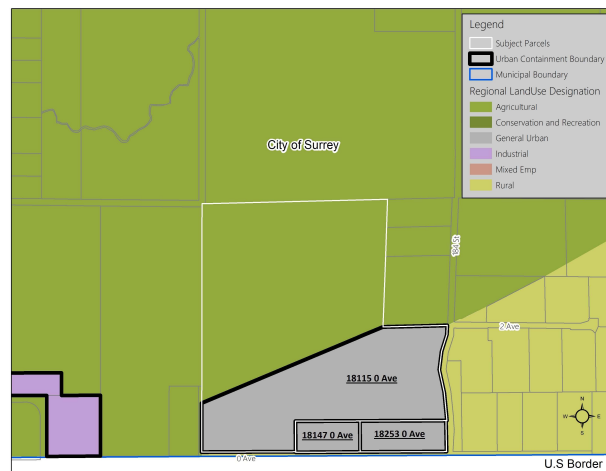 Legend
Subject Parcels
Urban Containment Boundary
Municipal Boundary
Regional LandUse Designation
Agricultural
Conservation and Recreation
General Urban
Industrial
Mixed Emp
Rural
City of Surrey
184 St
2 Ave
18115 0 Ave
18147 0 Ave
18253 0 Ave
0 Ave
N
W
E
S
U.S Border